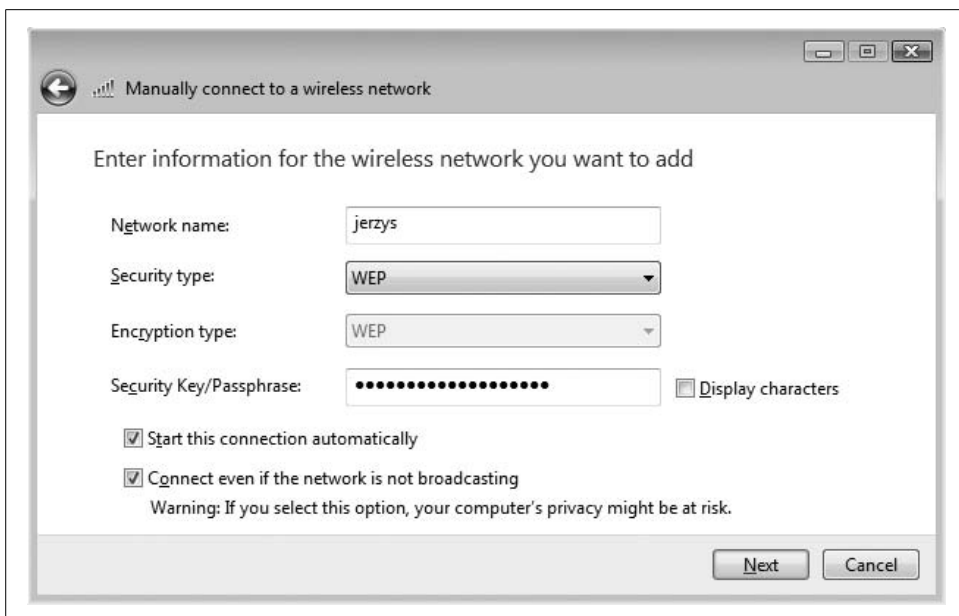 Manually connect to a wireless network
Enter information for the wireless network you want to add
Network name: jerzys
Security type: WEP
Encryption type: WEP
Security Key/Passphrase: ●●●●●●●●●●●●●●●●●●● Display characters
Start this connection automatically
Connect even if the network is not broadcasting
Warning: If you select this option, your computer's privacy might be at risk.
Next Cancel